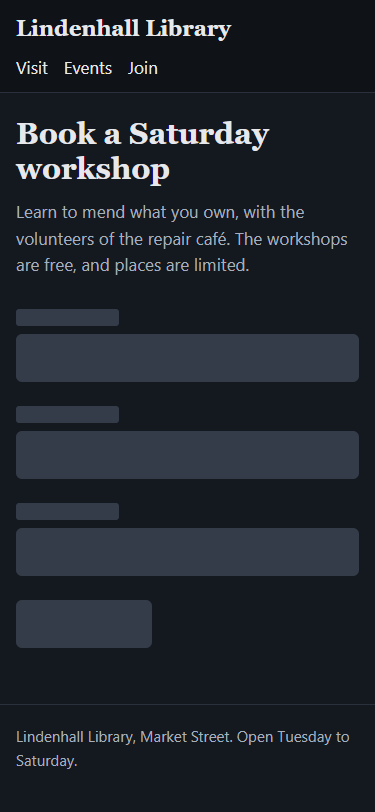 Lindenhall Library
Visit Events Join
Book a Saturday
workshop
Learn to mend what you own, with the
volunteers of the repair café. The workshops
are free, and places are limited.
Lindenhall Library, Market Street. Open Tuesday to
Saturday.